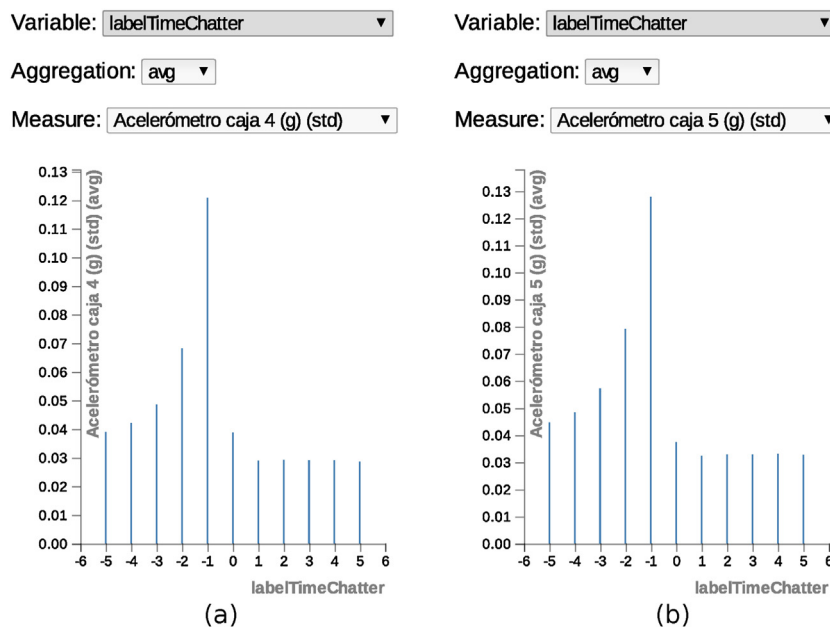 Variable: labelTimeChatter
Aggregation: avg
Measure: Acelerómetro caja 4 (g) (std)
Acelerómetro caja 4 (g) (std) (avg)
0.13
0.12
0.11
0.10
0.09
0.08
0.07
0.06
0.05
0.04
0.03
0.02
0.01
0.00
-6 -5 -4 -3 -2 -1 0 1 2 3 4 5 6
labelTimeChatter
(a)
Variable: labelTimeChatter
Aggregation: avg
Measure: Acelerómetro caja 5 (g) (std)
Acelerómetro caja 5 (g) (std) (avg)
0.13
0.12
0.11
0.10
0.09
0.08
0.07
0.06
0.05
0.04
0.03
0.02
0.01
0.00
-6 -5 -4 -3 -2 -1 0 1 2 3 4 5 6
labelTimeChatter
(b)